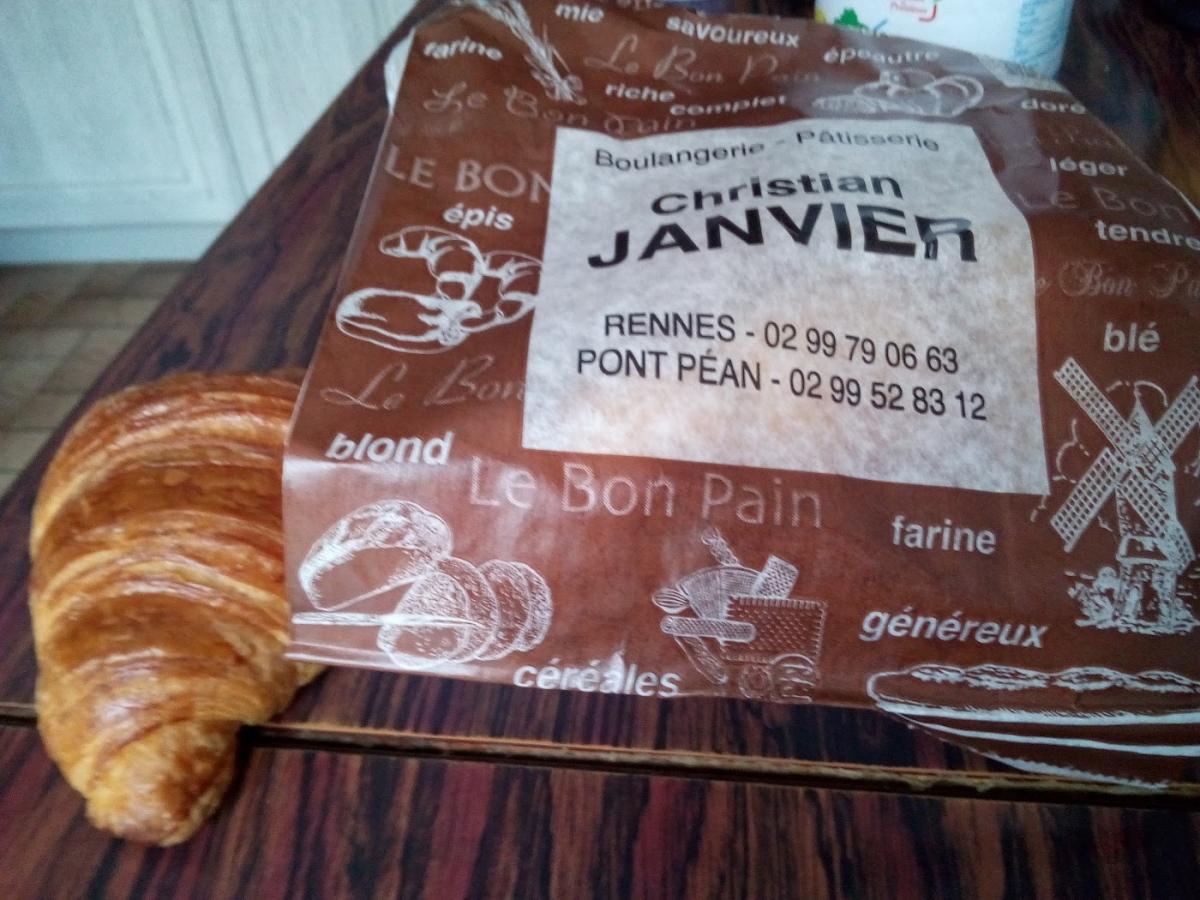 mie
savoureux
farine
Le Bon Pain
épeautre
riche
complet
Le Bon Pain
doré
Boulangerie - Pâtisserie
Christian
JANVIER
RENNES - 02 99 79 06 63
PONT PÉAN - 02 99 52 83 12
LE BON
épis
léger
Le Bon
tendre
Le Bon
Bon Pa
blé
blond
Le Bon Pain
farine
généreux
céréales